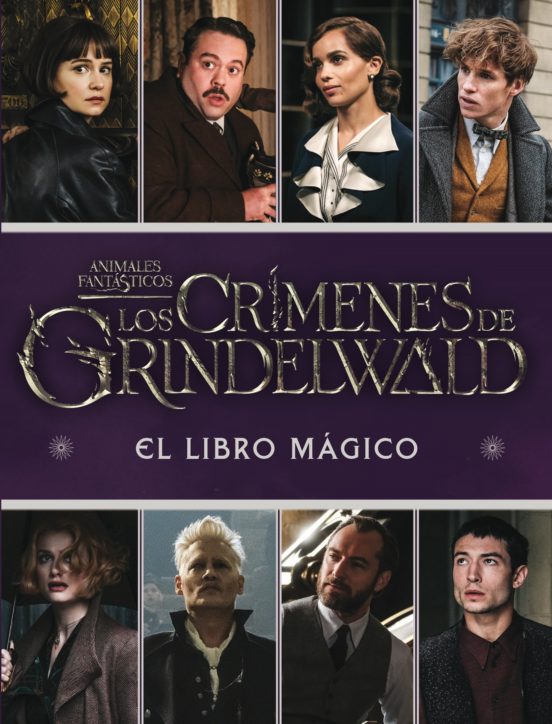 ANIMALES
FANTÁSTICOS
LOS CRÍMENES DE
GRINDELWALD
EL LIBRO MÁGICO